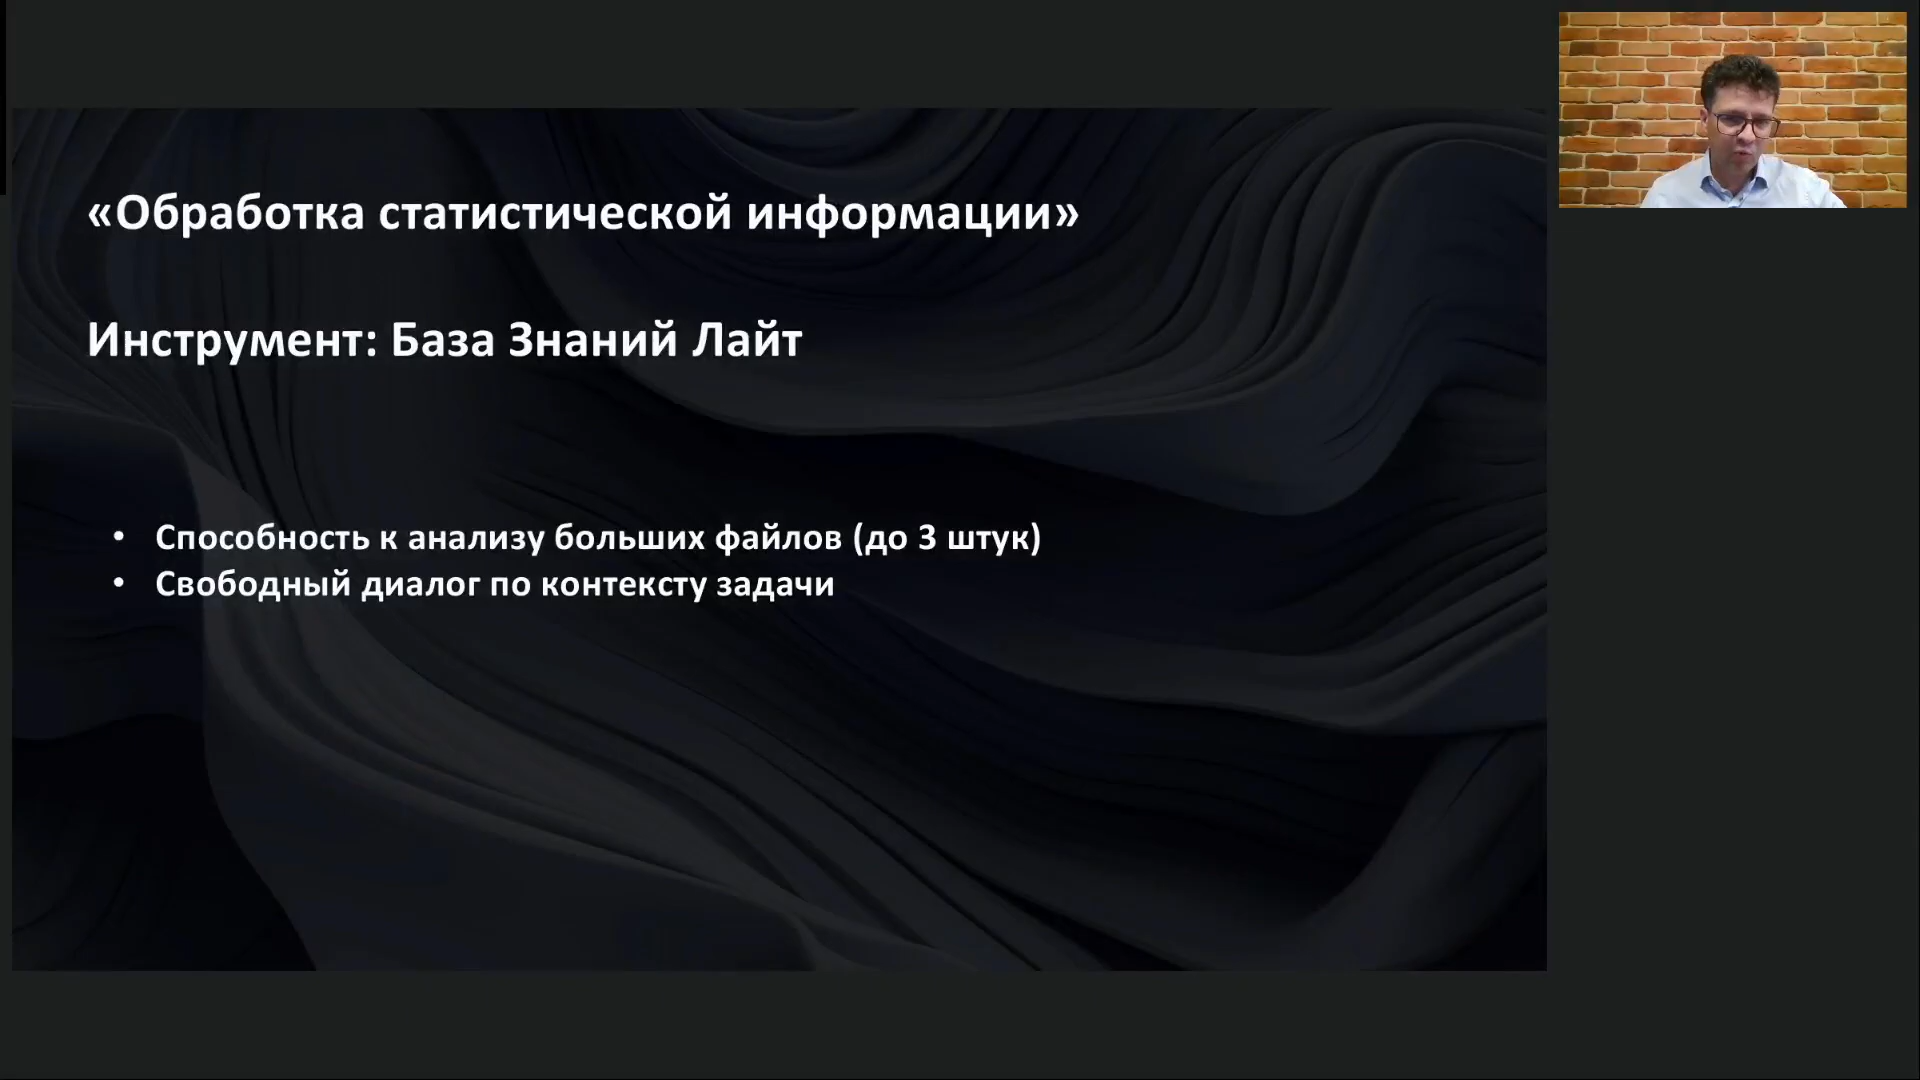 «Обработка статистической информации»
Инструмент: База Знаний Лайт
• Способность к анализу больших файлов (до 3 штук)
• Свободный диалог по контексту задачи